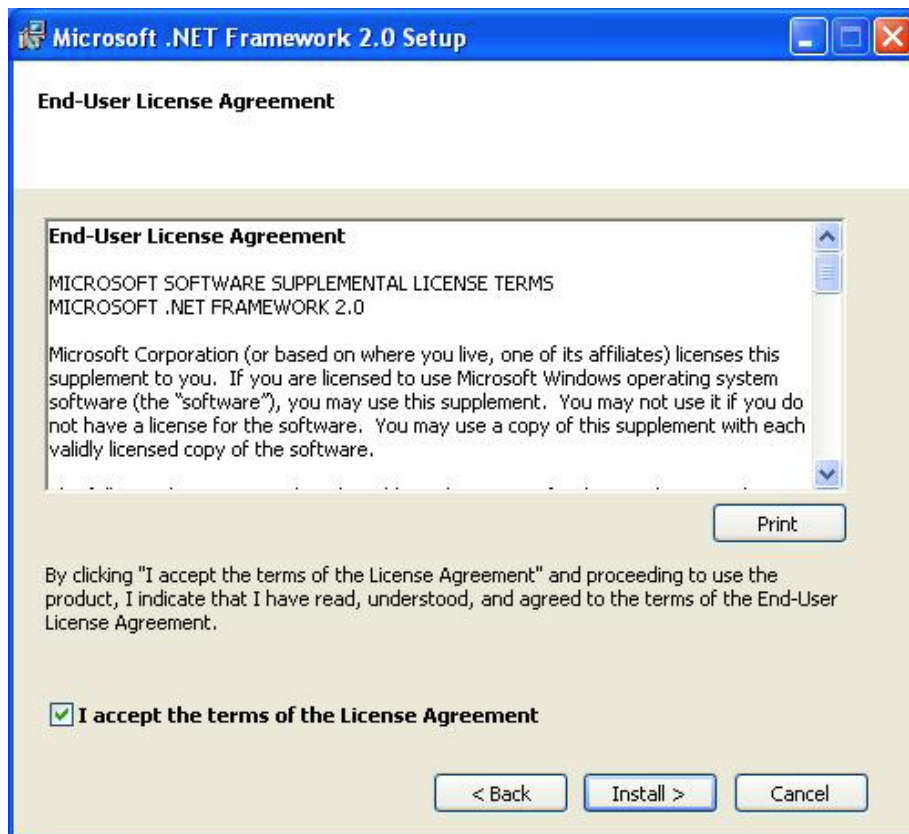 Microsoft .NET Framework 2.0 Setup
End-User License Agreement
End-User License Agreement
MICROSOFT SOFTWARE SUPPLEMENTAL LICENSE TERMS
MICROSOFT .NET FRAMEWORK 2.0
Microsoft Corporation (or based on where you live, one of its affiliates) licenses this
supplement to you.  If you are licensed to use Microsoft Windows operating system
software (the “software”), you may use this supplement.  You may not use it if you do
not have a license for the software.  You may use a copy of this supplement with each
validly licensed copy of the software.
Print
By clicking "I accept the terms of the License Agreement" and proceeding to use the
product, I indicate that I have read, understood, and agreed to the terms of the End-User
License Agreement.
I accept the terms of the License Agreement
< Back
Install >
Cancel